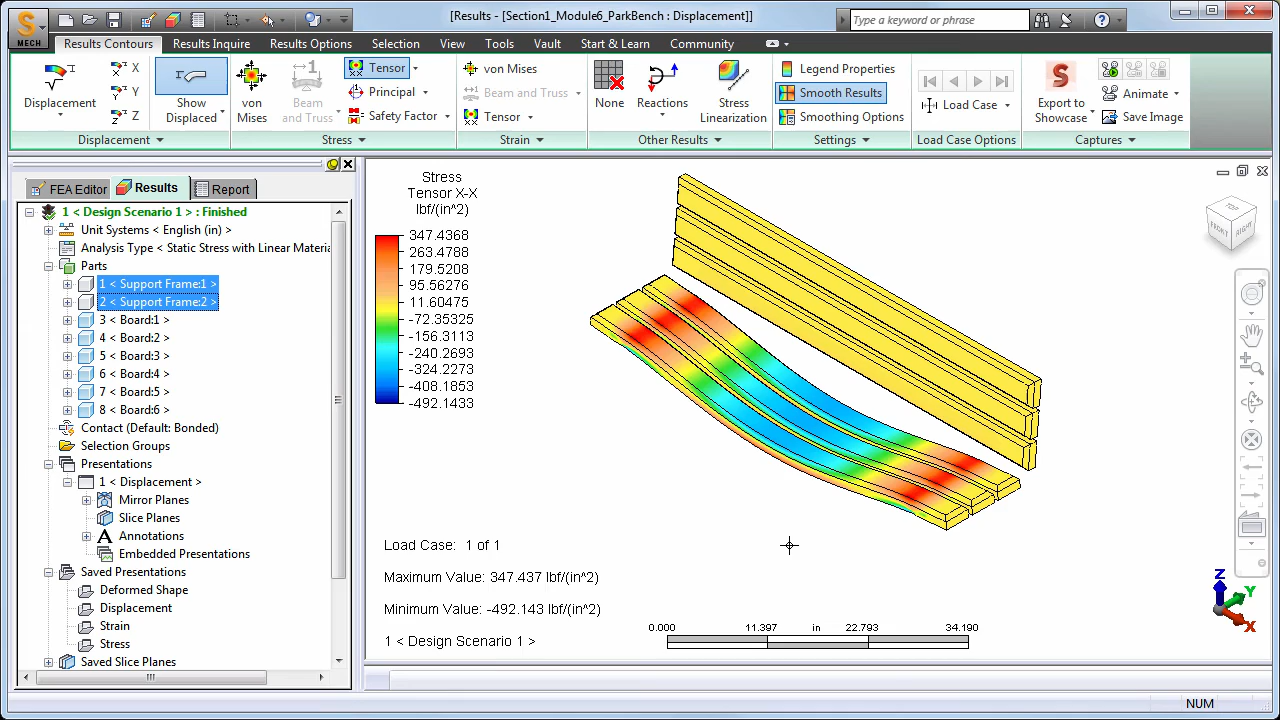 [Results - [Section1_Module6_ParkBench : Displacement]]
Type a keyword or phrase
MECH
Results Contours
Results Inquire
Results Options
Selection
View
Tools
Vault
Start & Learn
Community
Displacement
X
Y
Z
Show Displaced
von Mises
Beam and Truss
Tensor
Principal
Safety Factor
von Mises
Beam and Truss
Tensor
None
Reactions
Stress Linearization
Legend Properties
Smooth Results
Smoothing Options
Load Case
Export to Showcase
Animate
Save Image
Displacement
Stress
Strain
Other Results
Settings
Load Case Options
Captures
FEA Editor
Results
Report
1 < Design Scenario 1 > : Finished
Unit Systems < English (in) >
Analysis Type < Static Stress with Linear Materia
Parts
1 < Support Frame:1 >
2 < Support Frame:2 >
3 < Board:1 >
4 < Board:2 >
5 < Board:3 >
6 < Board:4 >
7 < Board:5 >
8 < Board:6 >
Contact (Default: Bonded)
Selection Groups
Presentations
1 < Displacement >
Mirror Planes
Slice Planes
Annotations
Embedded Presentations
Saved Presentations
Deformed Shape
Displacement
Strain
Stress
Saved Slice Planes
Stress
Tensor X-X
lbf/(in^2)
347.4368
263.4788
179.5208
95.56276
11.60475
-72.35325
-156.3113
-240.2693
-324.2273
-408.1853
-492.1433
TOP
FRONT
RIGHT
Load Case: 1 of 1
Maximum Value: 347.437 lbf/(in^2)
Minimum Value: -492.143 lbf/(in^2)
1 < Design Scenario 1 >
0.000
11.397
in
22.793
34.190
Z
Y
X
NUM